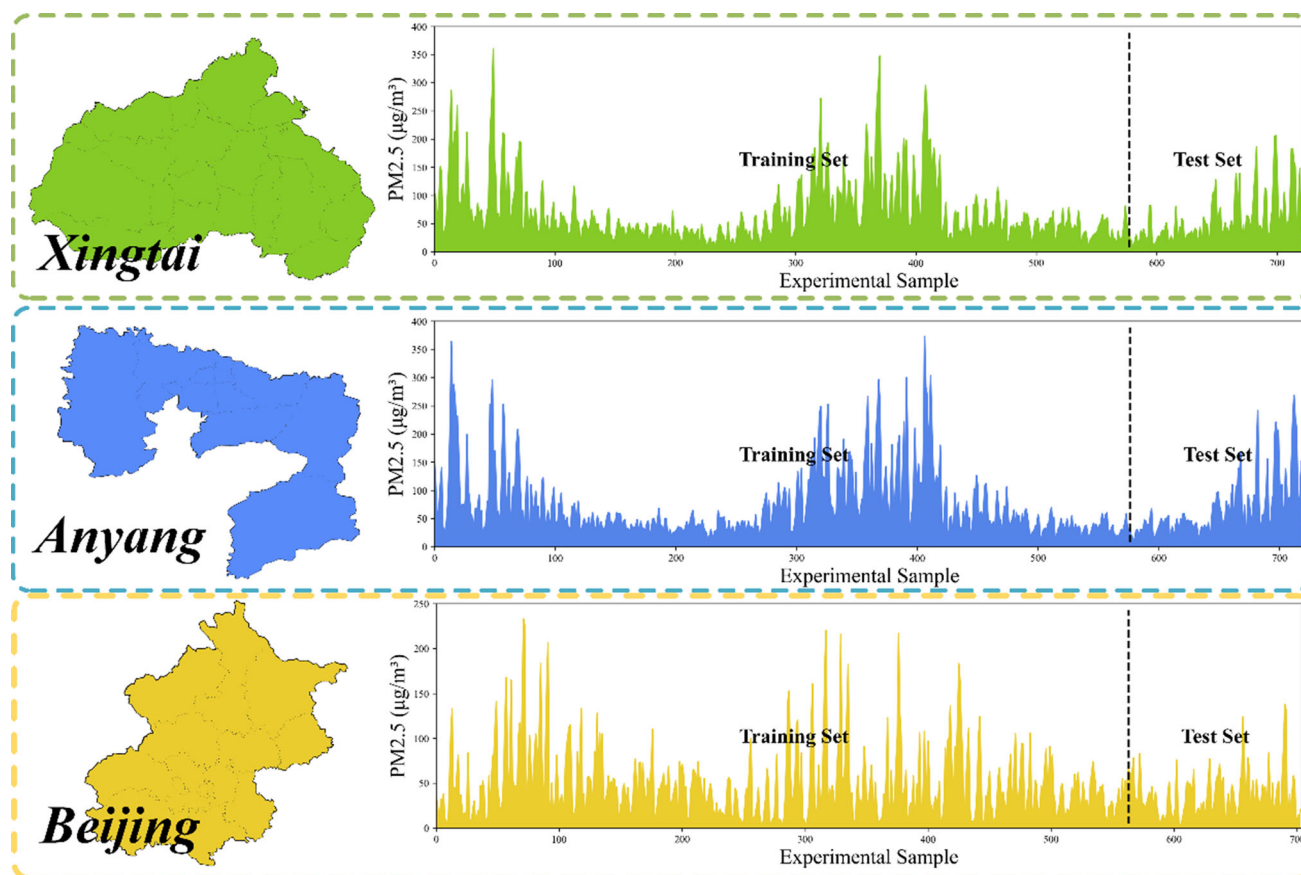 Xingtai
PM2.5 (μg/m³)
400
350
300
250
200
150
100
50
0
Training Set
Test Set
0 100 200 300 400 500 600 700
Experimental Sample
Anyang
PM2.5 (μg/m³)
400
350
300
250
200
150
100
50
0
Training Set
Test Set
0 100 200 300 400 500 600 700
Experimental Sample
Beijing
PM2.5 (μg/m³)
250
200
150
100
50
0
Training Set
Test Set
0 100 200 300 400 500 600 700
Experimental Sample